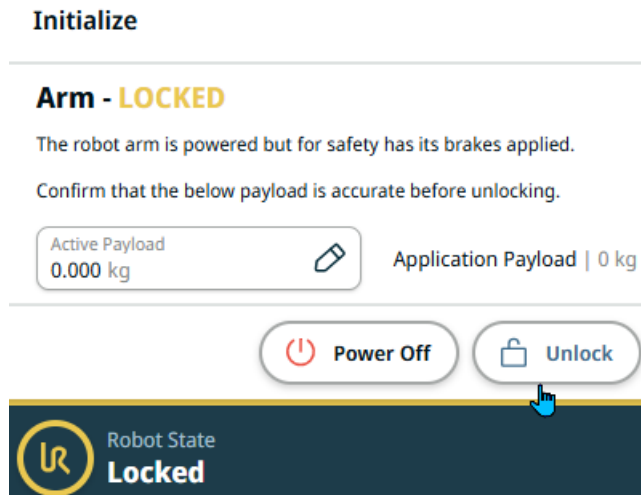 Initialize
Arm - LOCKED
The robot arm is powered but for safety has its brakes applied.
Confirm that the below payload is accurate before unlocking.
Active Payload
0.000 kg
Application Payload | 0 kg
Power Off
Unlock
Robot State
Locked